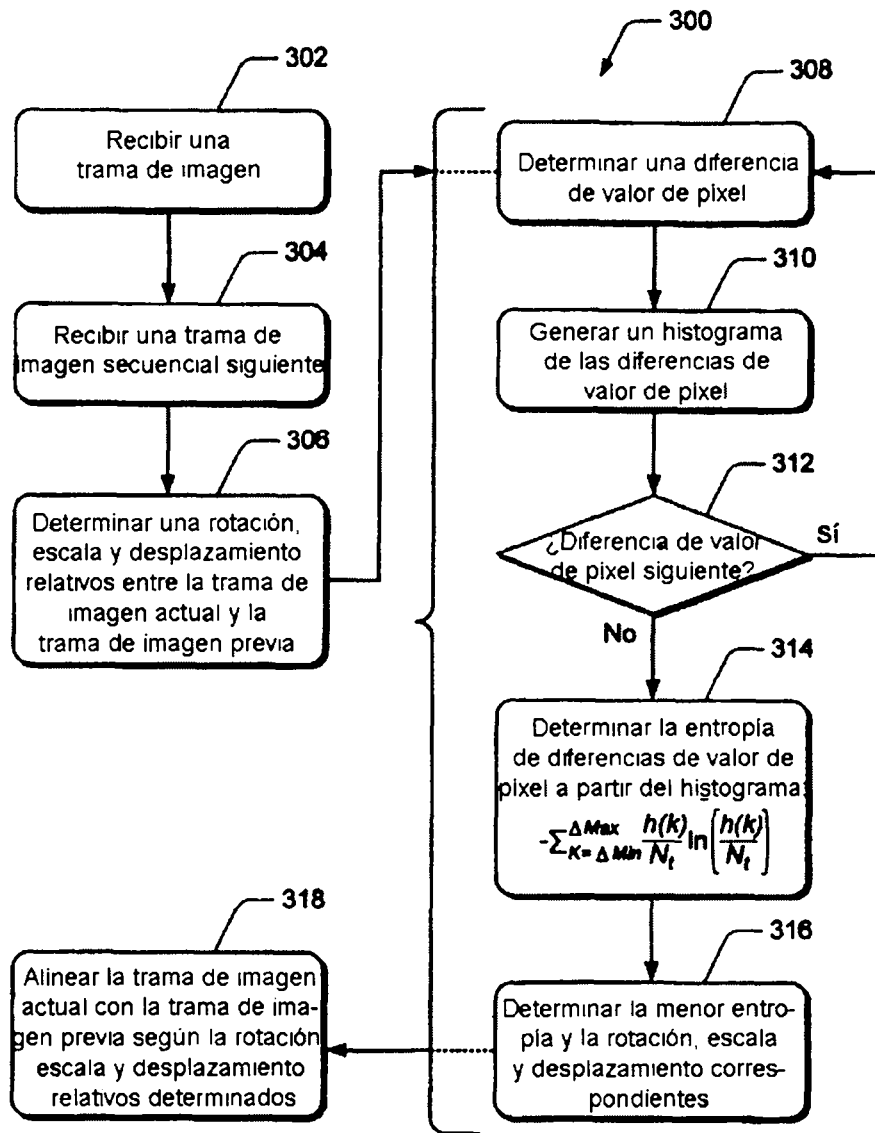 300
302
Recibir una
trama de imagen
304
Recibir una trama de
imagen secuencial siguiente
306
Determinar una rotación,
escala y desplazamiento
relativos entre la trama de
imagen actual y la
trama de imagen previa
308
Determinar una diferencia
de valor de pixel
310
Generar un histograma
de las diferencias de
valor de pixel
312
¿Diferencia de valor
de pixel siguiente?
Sí
No
314
Determinar la entropía
de diferencias de valor de
pixel a partir del histograma:
-∑_{K=ΔMin}^{ΔMax} h(k)/N_t ln[h(k)/N_t]
316
Determinar la menor entro-
pía y la rotación, escala
y desplazamiento corres-
pondientes
318
Alinear la trama de imagen
actual con la trama de ima-
gen previa según la rotación
escala y desplazamiento
relativos determinados